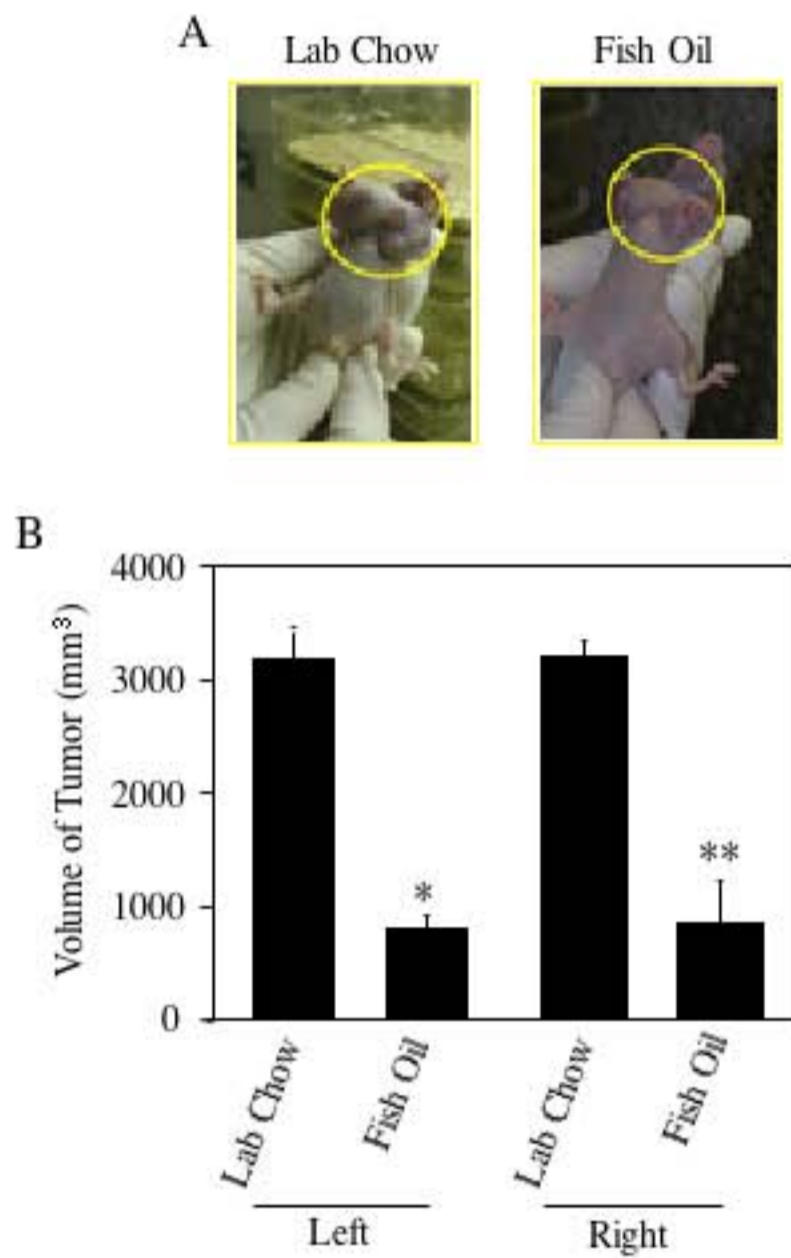 A
Lab Chow Fish Oil
B
Volume of Tumor (mm³)
4000
3000
2000
1000
0
*
**
Lab Chow
Fish Oil
Lab Chow
Fish Oil
Left Right